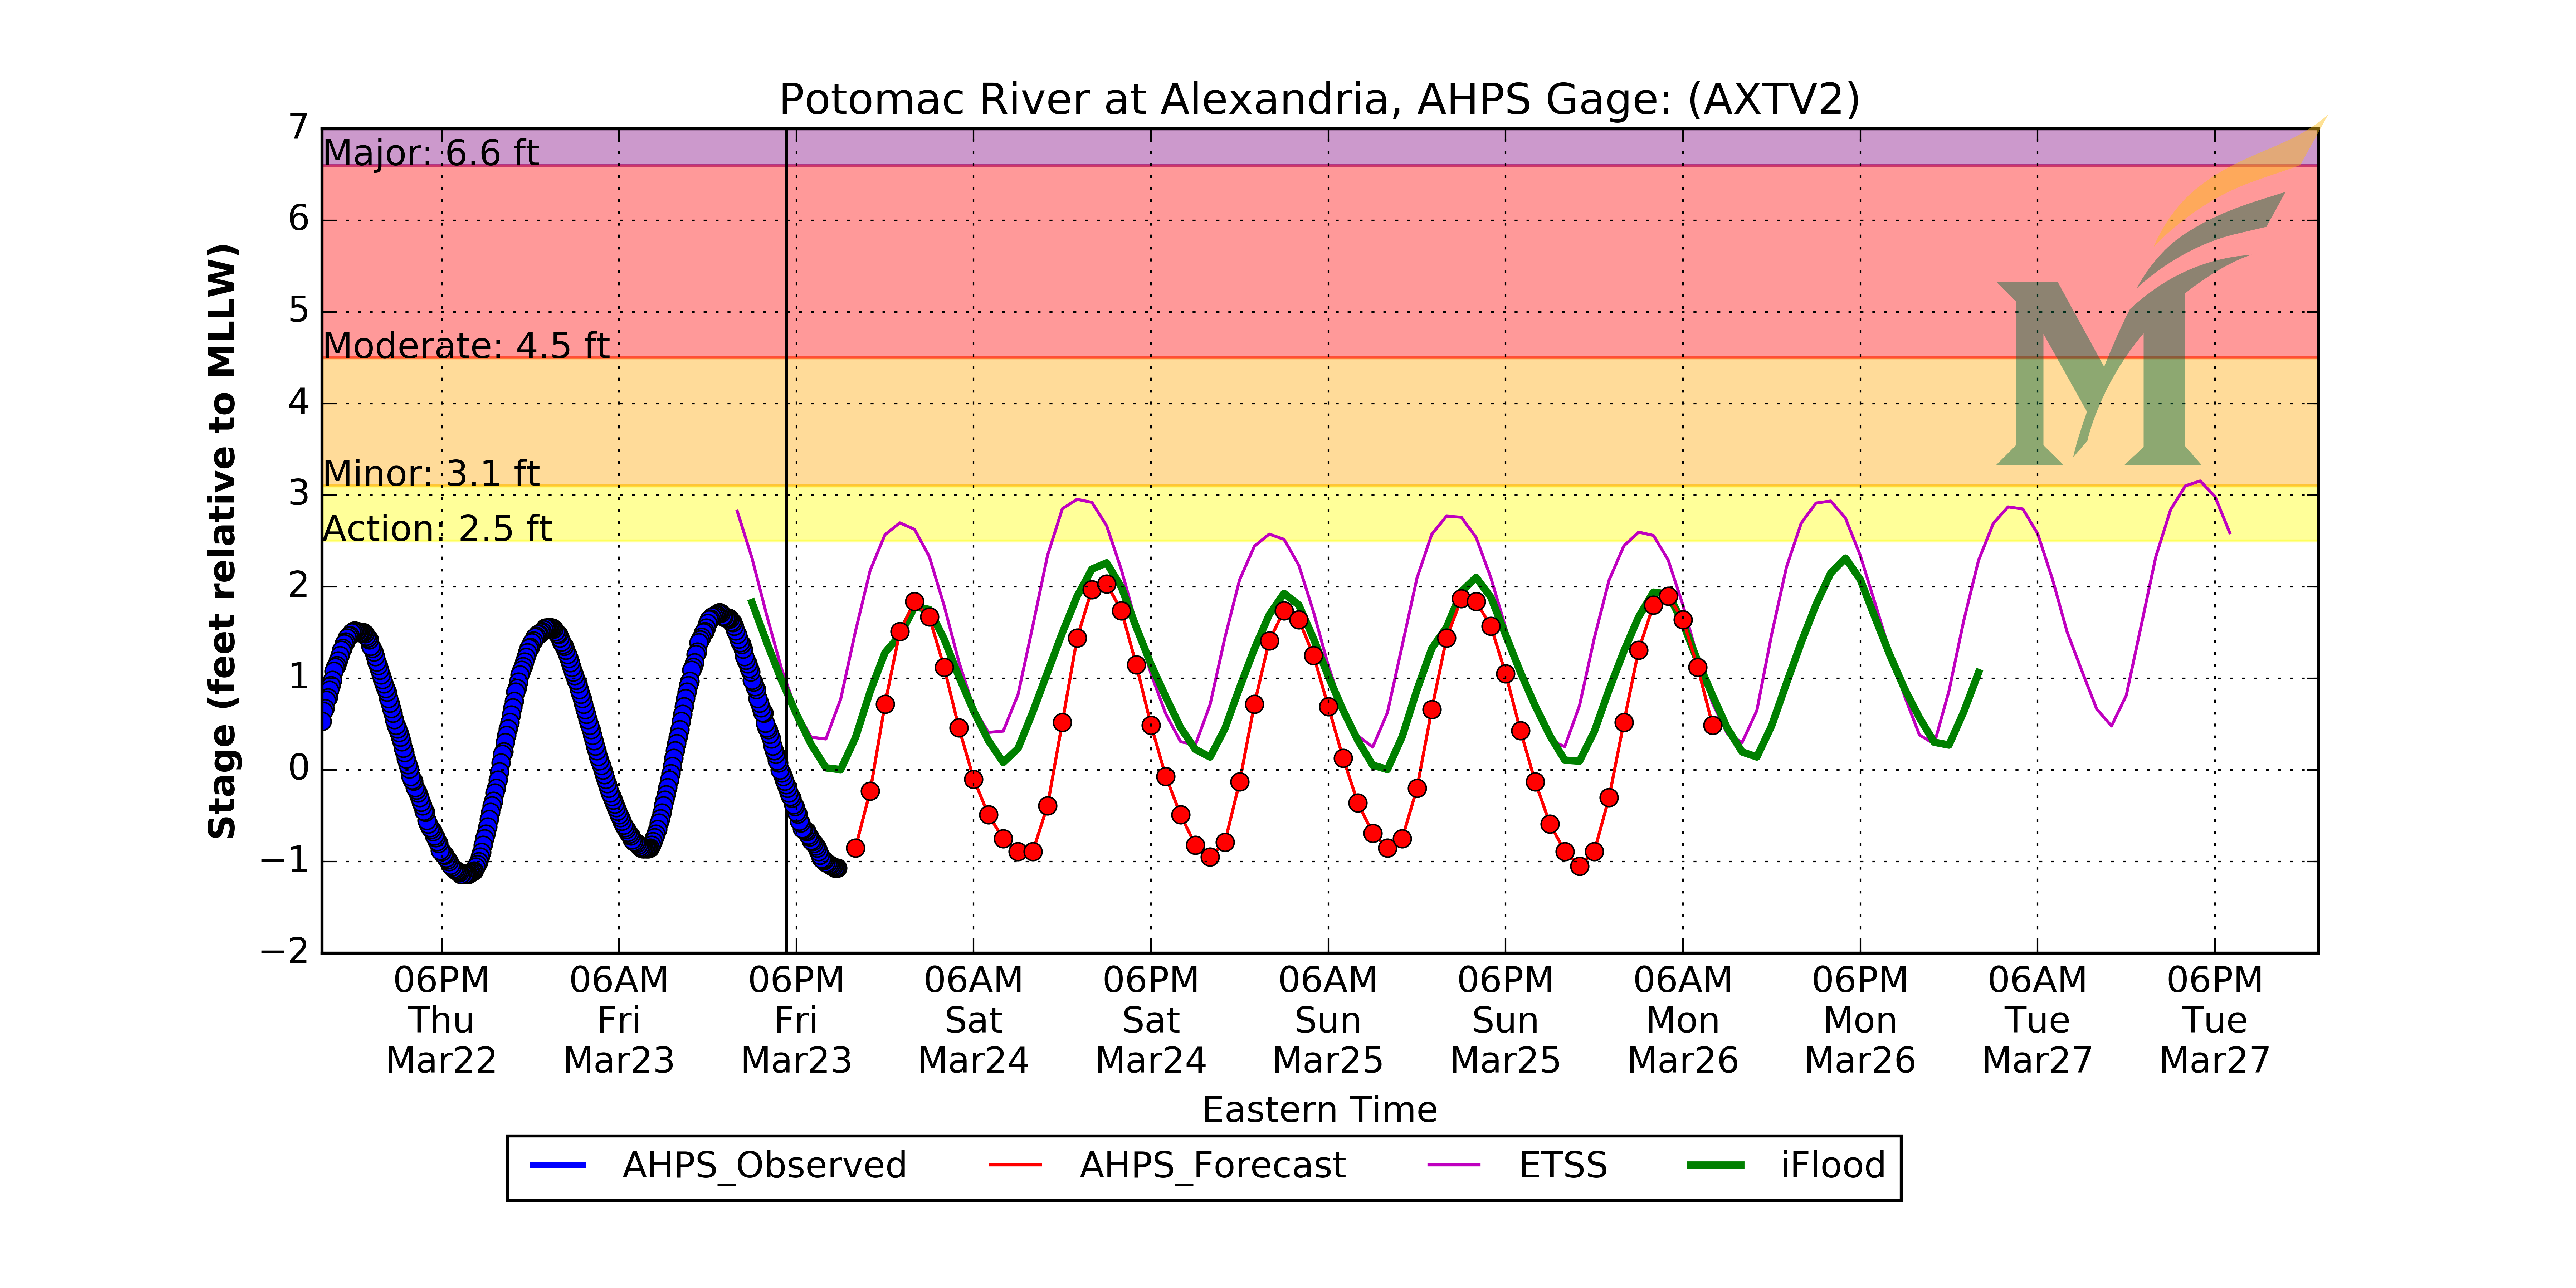 Potomac River at Alexandria, AHPS Gage: (AXTV2)
7
Major: 6.6 ft
6
5
Moderate: 4.5 ft
4
Minor: 3.1 ft
3
Action: 2.5 ft
2
1
0
−1
−2
Stage (feet relative to MLLW)
M
06PM 06AM 06PM 06AM 06PM 06AM 06PM 06AM 06PM 06AM 06PM
Thu Fri Fri Sat Sat Sun Sun Mon Mon Tue Tue
Mar22 Mar23 Mar23 Mar24 Mar24 Mar25 Mar25 Mar26 Mar26 Mar27 Mar27
Eastern Time
AHPS_Observed AHPS_Forecast ETSS iFlood